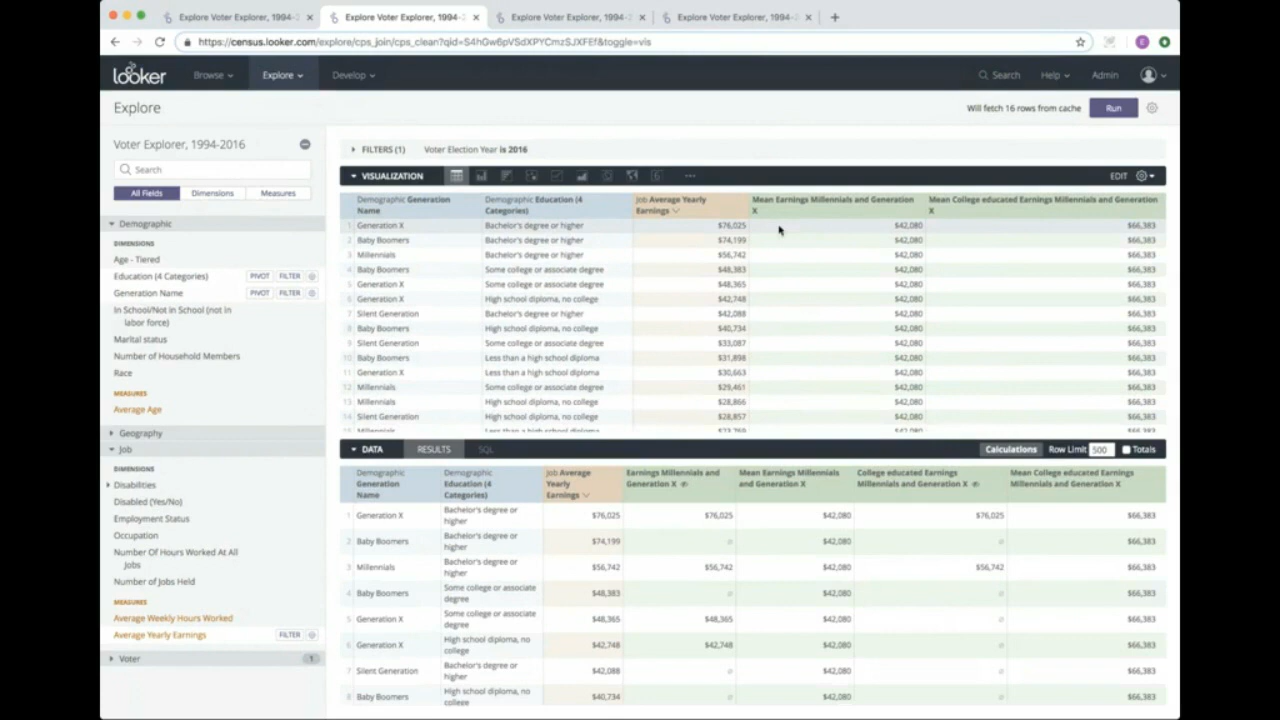 Explore Voter Explorer, 1994-2 × Explore Voter Explorer, 1994-2 × Explore Voter Explorer, 1994-2 × Explore Voter Explorer, 1994-2 × +
E
looker Browse Explore Develop Search Help Admin
Explore Will fetch 16 rows from cache Run
Voter Explorer, 1994-2016
Search
All Fields Dimensions Measures
Demographic
DIMENSIONS
Age - Tiered
Education (4 Categories) PIVOT FILTER
Generation Name PIVOT FILTER
In School/Not in School (not in
labor force)
Marital status
Number of Household Members
Race
MEASURES
Average Age
Geography
Job
DIMENSIONS
Disabilities
Disabled (Yes/No)
Employment Status
Occupation
Number Of Hours Worked At All
Jobs
Number of Jobs Held
MEASURES
Average Weekly Hours Worked
Average Yearly Earnings FILTER
Voter 1
FILTERS (1) Voter Election Year is 2016
VISUALIZATION EDIT
Demographic Generation Name Demographic Education (4 Categories) Job Average Yearly Earnings Mean Earnings Millennials and Generation X Mean College educated Earnings Millennials and Generation X
1 Generation X Bachelor's degree or higher $76,025 $42,080 $66,383
2 Baby Boomers Bachelor's degree or higher $74,199 $42,080 $66,383
3 Millennials Bachelor's degree or higher $56,742 $42,080 $66,383
4 Baby Boomers Some college or associate degree $48,383 $42,080 $66,383
5 Generation X Some college or associate degree $48,365 $42,080 $66,383
6 Generation X High school diploma, no college $42,748 $42,080 $66,383
7 Silent Generation Bachelor's degree or higher $42,088 $42,080 $66,383
8 Baby Boomers High school diploma, no college $40,734 $42,080 $66,383
9 Silent Generation Some college or associate degree $33,087 $42,080 $66,383
10 Baby Boomers Less than a high school diploma $31,898 $42,080 $66,383
11 Generation X Less than a high school diploma $30,663 $42,080 $66,383
12 Millennials Some college or associate degree $29,461 $42,080 $66,383
13 Millennials High school diploma, no college $28,866 $42,080 $66,383
14 Silent Generation High school diploma, no college $28,857 $42,080 $66,383
DATA RESULTS SQL Calculations Row Limit 500 Totals
Demographic Generation Name Demographic Education (4 Categories) Job Average Yearly Earnings Earnings Millennials and Generation X Mean Earnings Millennials and Generation X College educated Earnings Millennials and Generation X Mean College educated Earnings Millennials and Generation X
1 Generation X Bachelor's degree or higher $76,025 $76,025 $42,080 $76,025 $66,383
2 Baby Boomers Bachelor's degree or higher $74,199 ø $42,080 ø $66,383
3 Millennials Bachelor's degree or higher $56,742 $56,742 $42,080 $56,742 $66,383
4 Baby Boomers Some college or associate degree $48,383 ø $42,080 ø $66,383
5 Generation X Some college or associate degree $48,365 $48,365 $42,080 ø $66,383
6 Generation X High school diploma, no college $42,748 $42,748 $42,080 ø $66,383
7 Silent Generation Bachelor's degree or higher $42,088 ø $42,080 ø $66,383
8 Baby Boomers High school diploma, no college $40,734 ø $42,080 ø $66,383